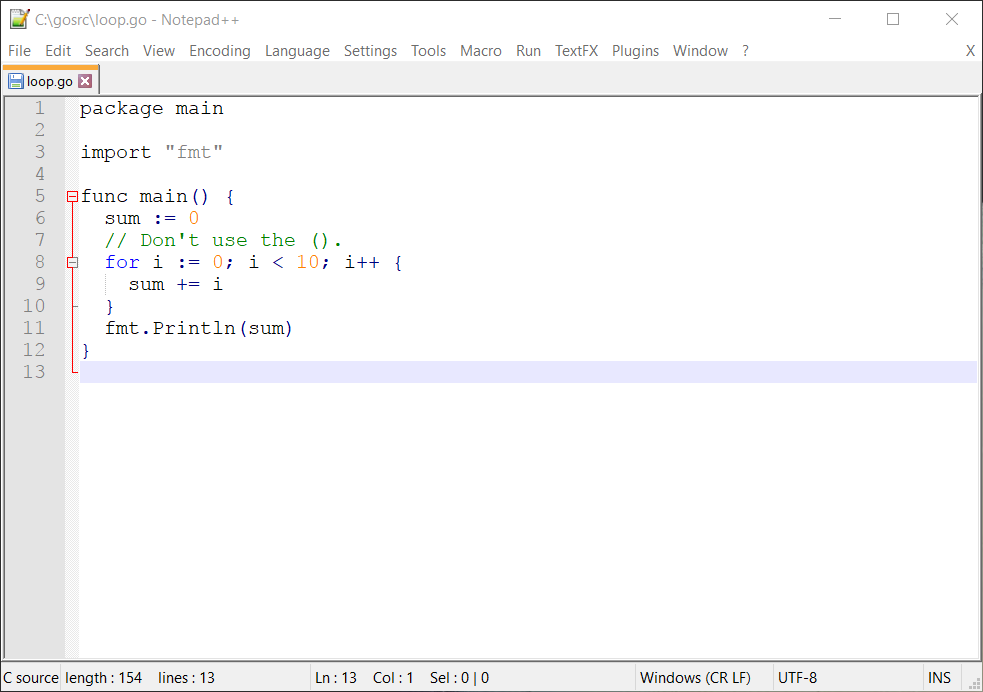 C:\gosrc\loop.go - Notepad++
File Edit Search View Encoding Language Settings Tools Macro Run TextFX Plugins Window ? X
loop.go
1 package main
2
3 import "fmt"
4
5 func main() {
6   sum := 0
7   // Don't use the ().
8   for i := 0; i < 10; i++ {
9     sum += i
10   }
11   fmt.Println(sum)
12 }
13
C source length : 154 lines : 13 Ln : 13 Col : 1 Sel : 0 | 0 Windows (CR LF) UTF-8 INS